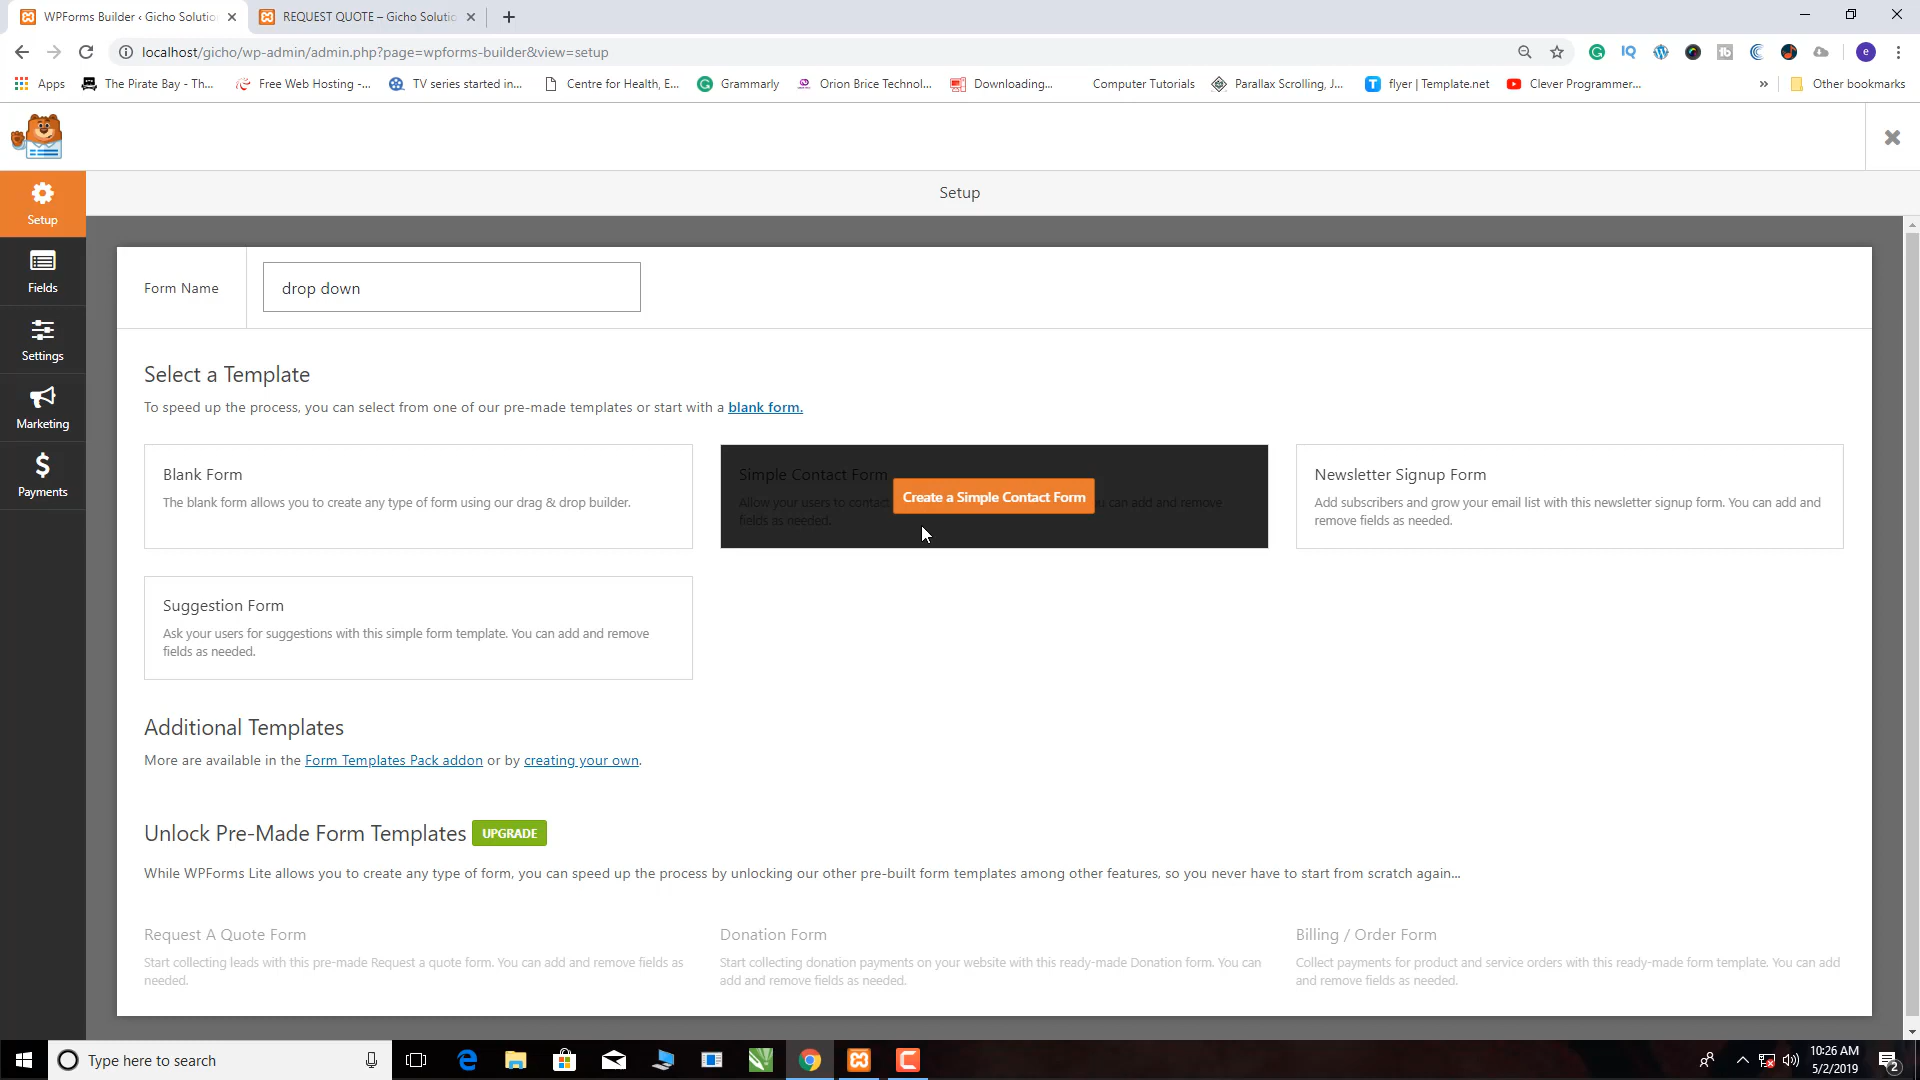 WPForms Builder ‹ Gicho Solutio
REQUEST QUOTE – Gicho Solutio
localhost/gicho/wp-admin/admin.php?page=wpforms-builder&view=setup
Apps
The Pirate Bay - Th...
Free Web Hosting -...
TV series started in...
Centre for Health, E...
Grammarly
Orion Brice Technol...
Downloading...
Computer Tutorials
Parallax Scrolling, J...
flyer | Template.net
Clever Programmer...
»
Other bookmarks
Setup
Setup
Fields
Settings
Marketing
Payments
Form Name
drop down
Select a Template
To speed up the process, you can select from one of our pre-made templates or start with a blank form.
Blank Form
The blank form allows you to create any type of form using our drag & drop builder.
Simple Contact Form
Allow your users to contact
u can add and remove
fields as needed.
Create a Simple Contact Form
Newsletter Signup Form
Add subscribers and grow your email list with this newsletter signup form. You can add and
remove fields as needed.
Suggestion Form
Ask your users for suggestions with this simple form template. You can add and remove
fields as needed.
Additional Templates
More are available in the Form Templates Pack addon or by creating your own.
Unlock Pre-Made Form Templates UPGRADE
While WPForms Lite allows you to create any type of form, you can speed up the process by unlocking our other pre-built form templates among other features, so you never have to start from scratch again...
Request A Quote Form
Start collecting leads with this pre-made Request a quote form. You can add and remove fields as
needed.
Donation Form
Start collecting donation payments on your website with this ready-made Donation form. You can
add and remove fields as needed.
Billing / Order Form
Collect payments for product and service orders with this ready-made form template. You can add
and remove fields as needed.
Type here to search
10:26 AM
5/2/2019
2